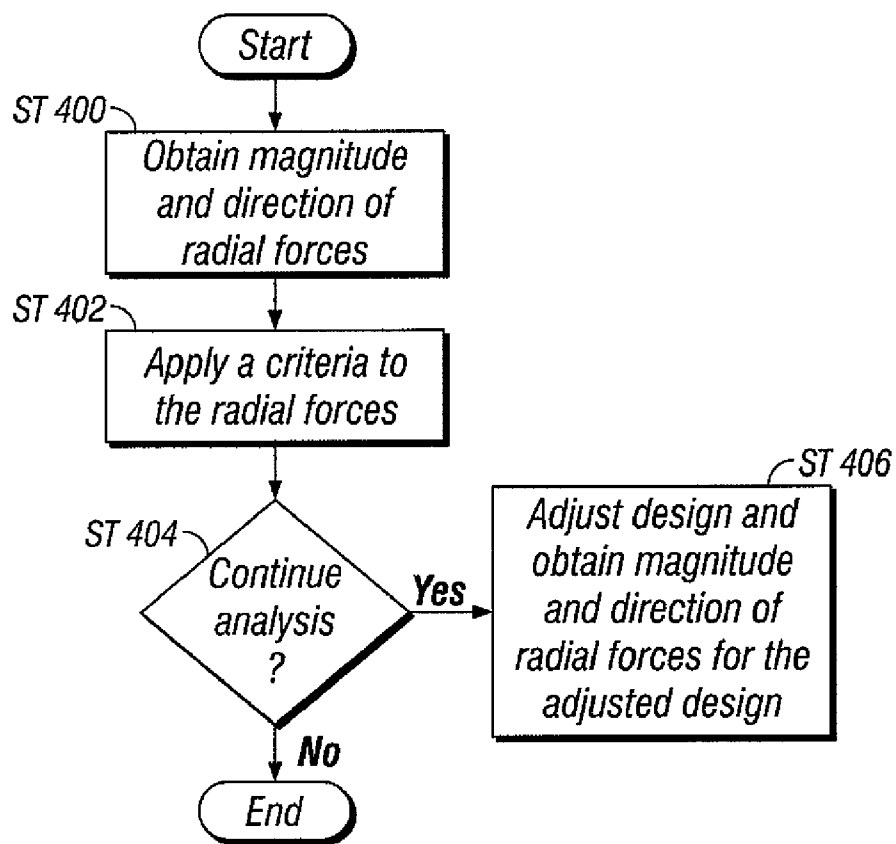 Start
ST 400
Obtain magnitude
and direction of
radial forces
ST 402
Apply a criteria to
the radial forces
ST 404
Continue
analysis
?
Yes
ST 406
Adjust design and
obtain magnitude
and direction of
radial forces for the
adjusted design
No
End